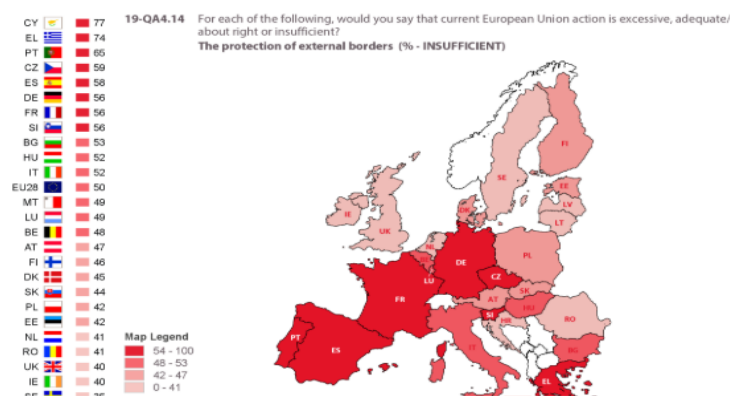 19-QA4.14 For each of the following, would you say that current European Union action is excessive, adequate/
about right or insufficient?
The protection of external borders (% - INSUFFICIENT)
CY 77
EL 74
PT 65
CZ 59
ES 58
DE 56
FR 56
SI 56
BG 53
HU 52
IT 52
EU28 50
MT 49
LU 49
BE 48
AT 47
FI 46
DK 45
SK 44
PL 42
EE 42
NL 41
RO 41
UK 40
IE 40
Map Legend
54 - 100
48 - 53
42 - 47
0 - 41
FI
SE
EE
LV
LT
DK
IE
UK
NL
BE
DE
PL
LU
CZ
SK
FR
AT
HU
SI
HR
RO
PT
ES
IT
BG
EL